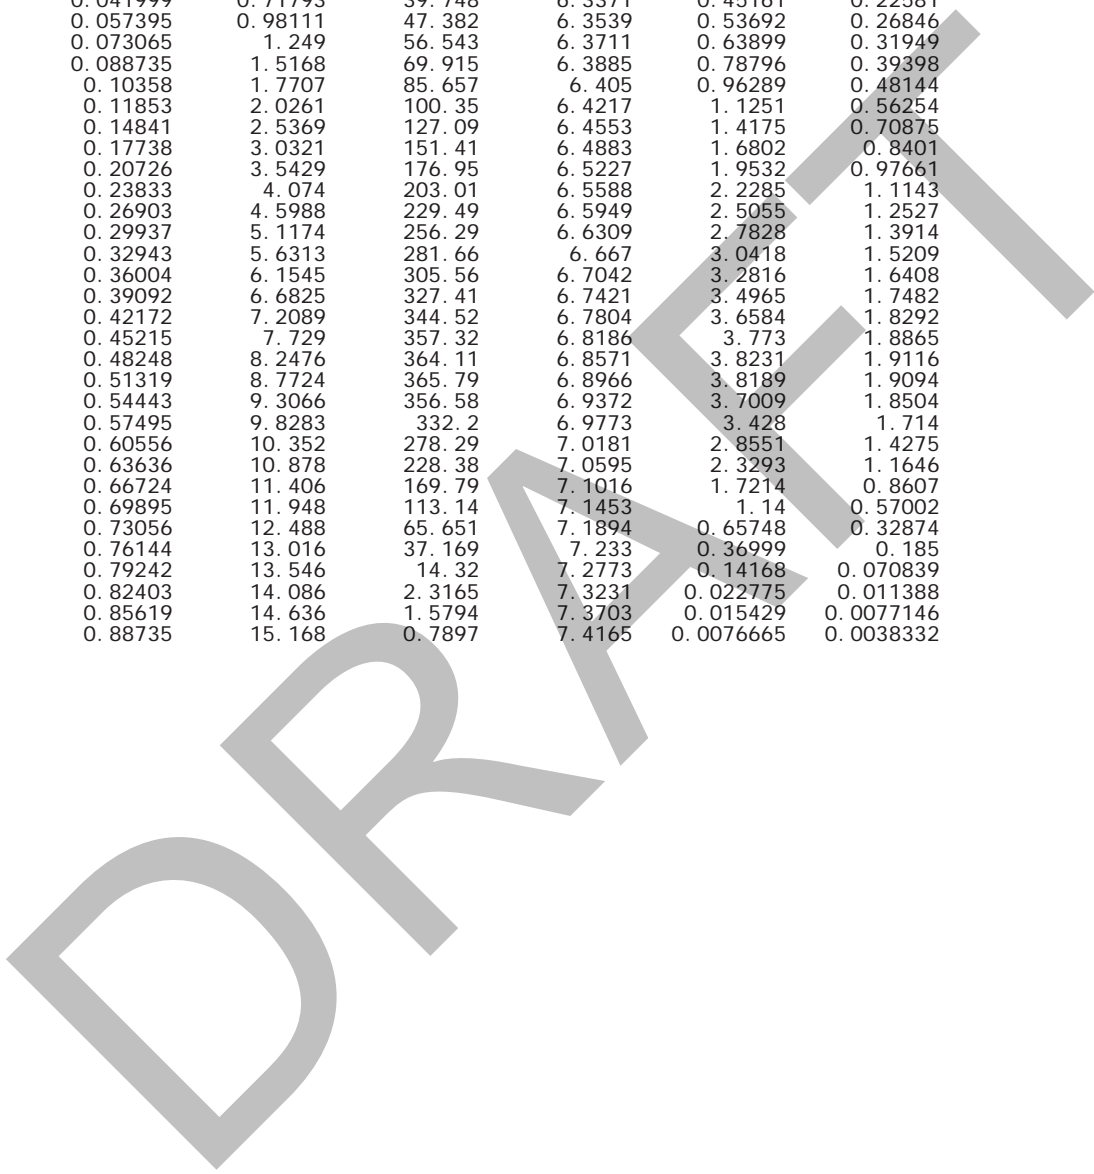 0. 041999 0. 71793 39. 748 6. 3371 0. 45161 0. 22581
0. 057395 0. 98111 47. 382 6. 3539 0. 53692 0. 26846
0. 073065 1. 249 56. 543 6. 3711 0. 63899 0. 31949
0. 088735 1. 5168 69. 915 6. 3885 0. 78796 0. 39398
0. 10358 1. 7707 85. 657 6. 405 0. 96289 0. 48144
0. 11853 2. 0261 100. 35 6. 4217 1. 1251 0. 56254
0. 14841 2. 5369 127. 09 6. 4553 1. 4175 0. 70875
0. 17738 3. 0321 151. 41 6. 4883 1. 6802 0. 8401
0. 20726 3. 5429 176. 95 6. 5227 1. 9532 0. 97661
0. 23833 4. 074 203. 01 6. 5588 2. 2285 1. 1143
0. 26903 4. 5988 229. 49 6. 5949 2. 5055 1. 2527
0. 29937 5. 1174 256. 29 6. 6309 2. 7828 1. 3914
0. 32943 5. 6313 281. 66 6. 667 3. 0418 1. 5209
0. 36004 6. 1545 305. 56 6. 7042 3. 2816 1. 6408
0. 39092 6. 6825 327. 41 6. 7421 3. 4965 1. 7482
0. 42172 7. 2089 344. 52 6. 7804 3. 6584 1. 8292
0. 45215 7. 729 357. 32 6. 8186 3. 773 1. 8865
0. 48248 8. 2476 364. 11 6. 8571 3. 8231 1. 9116
0. 51319 8. 7724 365. 79 6. 8966 3. 8189 1. 9094
0. 54443 9. 3066 356. 58 6. 9372 3. 7009 1. 8504
0. 57495 9. 8283 332. 2 6. 9773 3. 428 1. 714
0. 60556 10. 352 278. 29 7. 0181 2. 8551 1. 4275
0. 63636 10. 878 228. 38 7. 0595 2. 3293 1. 1646
0. 66724 11. 406 169. 79 7. 1016 1. 7214 0. 8607
0. 69895 11. 948 113. 14 7. 1453 1. 14 0. 57002
0. 73056 12. 488 65. 651 7. 1894 0. 65748 0. 32874
0. 76144 13. 016 37. 169 7. 233 0. 36999 0. 185
0. 79242 13. 546 14. 32 7. 2773 0. 14168 0. 070839
0. 82403 14. 086 2. 3165 7. 3231 0. 022775 0. 011388
0. 85619 14. 636 1. 5794 7. 3703 0. 015429 0. 0077146
0. 88735 15. 168 0. 7897 7. 4165 0. 0076665 0. 0038332
DRAFT